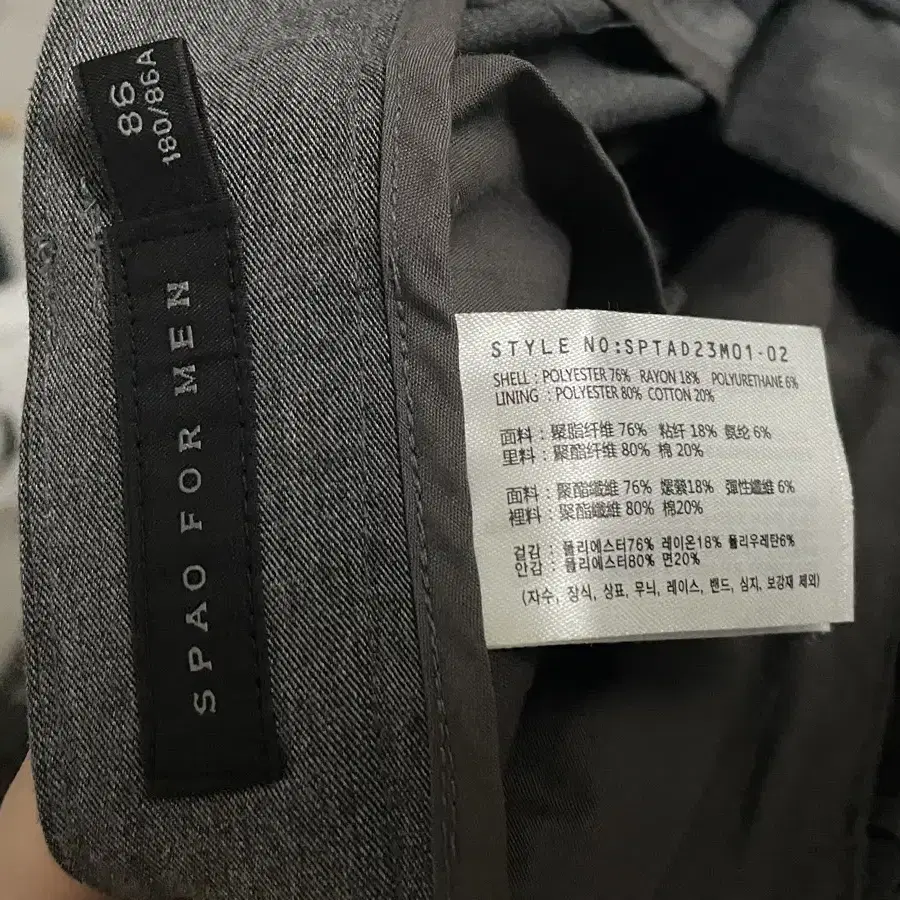 86
180/86A
SPAO FOR MEN
STYLE NO:SPTAD23M01-02
SHELL : POLYESTER 76% RAYON 18% POLYURETHANE 6%
LINING : POLYESTER 80% COTTON 20%
面料 : 聚脂纤维 76% 粘纤 18% 氨纶 6%
里料 : 聚酯纤维 80% 棉 20%
面料 : 聚酯纖維 76% 嫘縈18% 彈性纖維 6%
裡料 : 聚酯纖維 80% 棉20%
겉감 : 폴리에스터76% 레이온18% 폴리우레탄6%
안감 : 폴리에스터80% 면20%
(자수, 장식, 상표, 무늬, 레이스, 밴드, 심지, 보강재 제외)